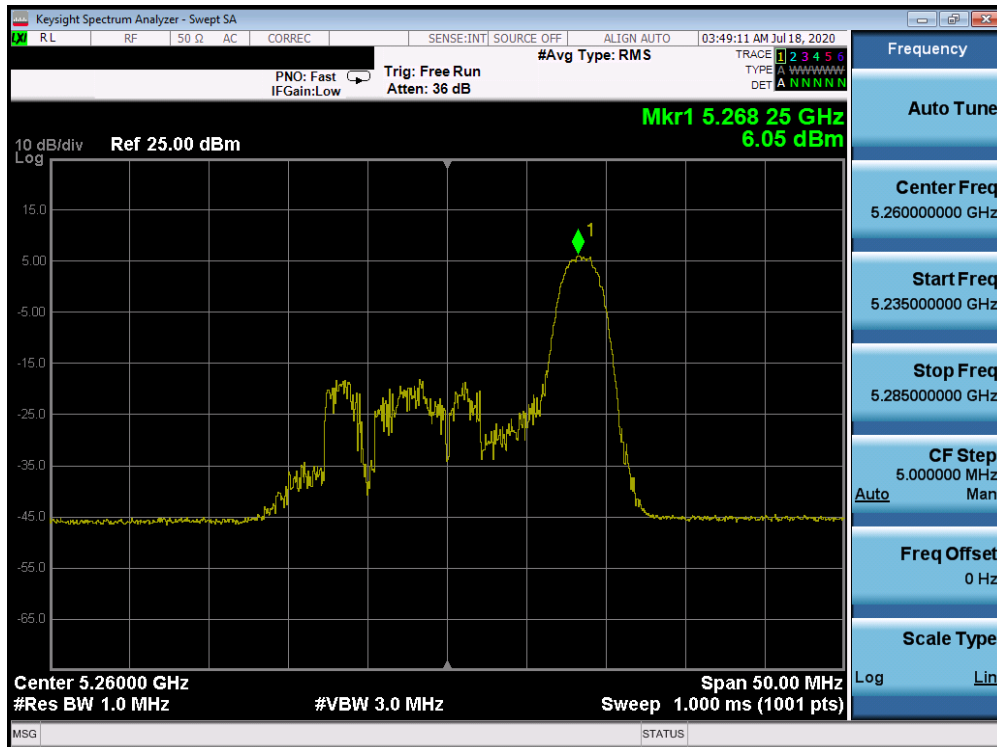 Keysight Spectrum Analyzer - Swept SA
LXI RL RF 50 Ω AC CORREC SENSE:INT SOURCE OFF ALIGN AUTO 03:49:11 AM Jul 18, 2020
#Avg Type: RMS
TRACE 1 2 3 4 5 6
TYPE A WWWWW
DET A N N N N N
PNO: Fast
IFGain:Low
Trig: Free Run
Atten: 36 dB
Mkr1 5.268 25 GHz
6.05 dBm
10 dB/div
Log
Ref 25.00 dBm
1
15.0
5.00
-5.00
-15.0
-25.0
-35.0
-45.0
-55.0
-65.0
Center 5.26000 GHz
Span 50.00 MHz
#Res BW 1.0 MHz
#VBW 3.0 MHz
Sweep 1.000 ms (1001 pts)
MSG
STATUS
Frequency
Auto Tune
Center Freq
5.260000000 GHz
Start Freq
5.235000000 GHz
Stop Freq
5.285000000 GHz
CF Step
5.000000 MHz
Auto Man
Freq Offset
0 Hz
Scale Type
Log Lin